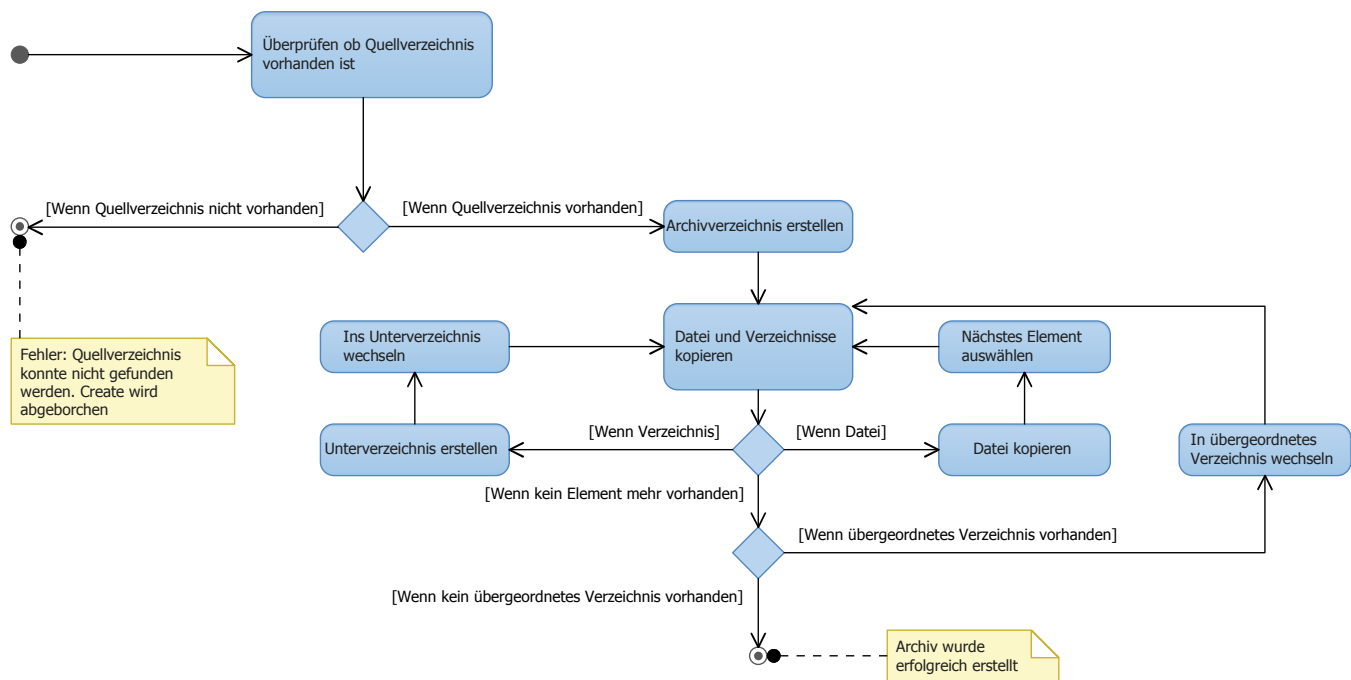 Überprüfen ob Quellverzeichnis
vorhanden ist
[Wenn Quellverzeichnis nicht vorhanden]
[Wenn Quellverzeichnis vorhanden]
Archivverzeichnis erstellen
Fehler: Quellverzeichnis
konnte nicht gefunden
werden. Create wird
abgeborchen
Ins Unterverzeichnis
wechseln
Datei und Verzeichnisse
kopieren
Nächstes Element
auswählen
[Wenn Verzeichnis]
[Wenn Datei]
Unterverzeichnis erstellen
Datei kopieren
In übergeordnetes
Verzeichnis wechseln
[Wenn kein Element mehr vorhanden]
[Wenn übergeordnetes Verzeichnis vorhanden]
[Wenn kein übergeordnetes Verzeichnis vorhanden]
Archiv wurde
erfolgreich erstellt